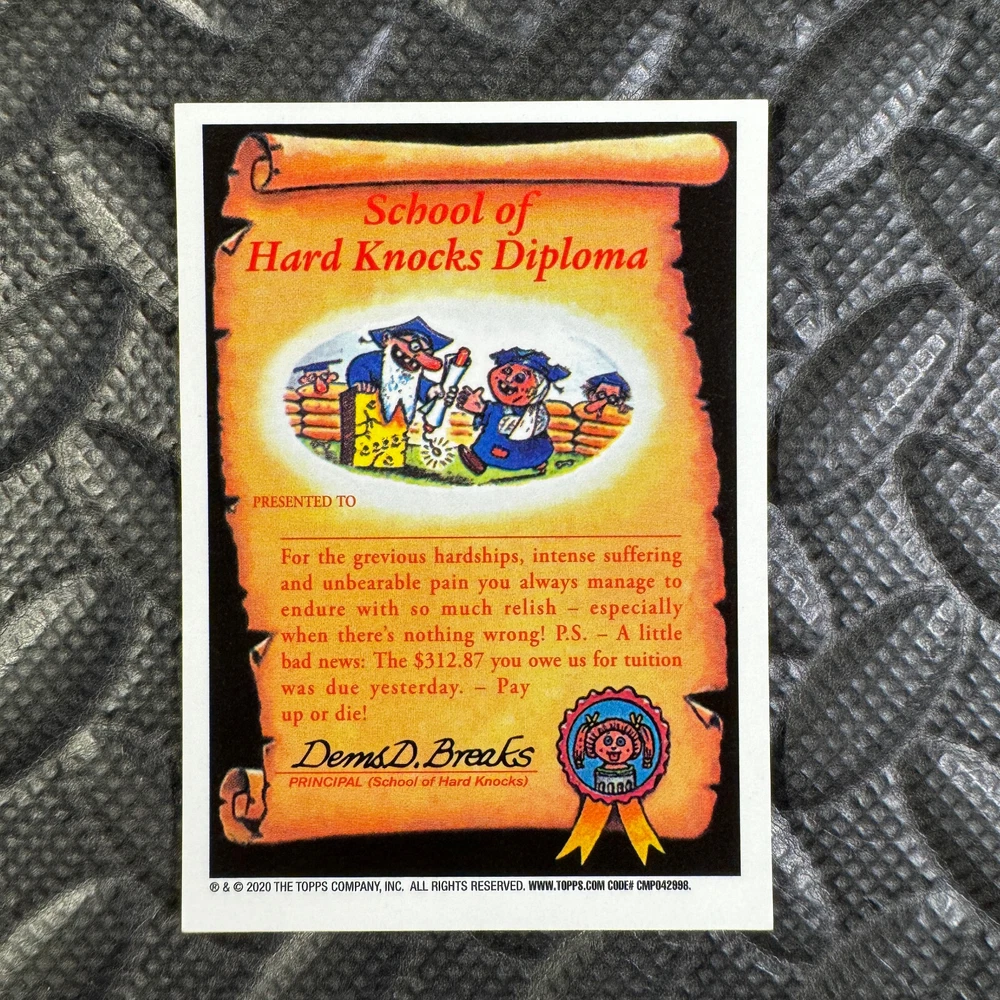 School of
Hard Knocks Diploma
PRESENTED TO
For the grevious hardships, intense suffering
and unbearable pain you always manage to
endure with so much relish – especially
when there's nothing wrong! P.S. – A little
bad news: The $312.87 you owe us for tuition
was due yesterday. – Pay
up or die!
Dems D. Breaks
PRINCIPAL (School of Hard Knocks)
® & © 2020 THE TOPPS COMPANY, INC. ALL RIGHTS RESERVED. WWW.TOPPS.COM CODE# CMP042998.